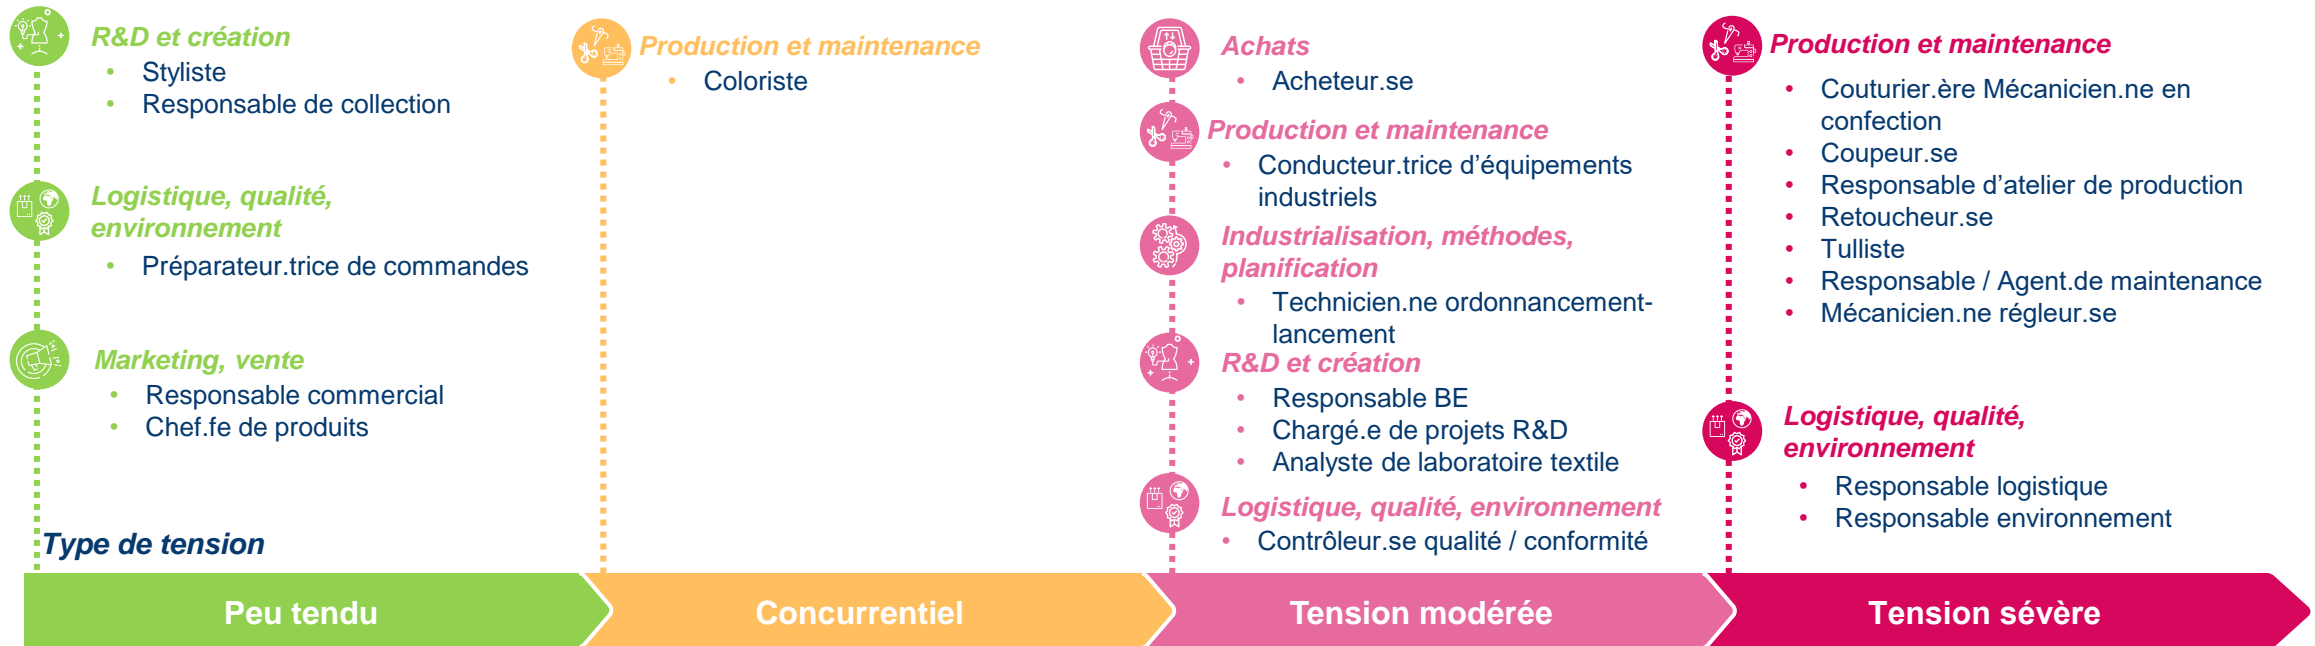 R&D et création
• Styliste
• Responsable de collection
Logistique, qualité,
environnement
• Préparateur.trice de commandes
Marketing, vente
• Responsable commercial
• Chef.fe de produits
Production et maintenance
• Coloriste
Achats
• Acheteur.se
Production et maintenance
• Conducteur.trice d’équipements
industriels
Industrialisation, méthodes,
planification
• Technicien.ne ordonnancement-
lancement
R&D et création
• Responsable BE
• Chargé.e de projets R&D
• Analyste de laboratoire textile
Logistique, qualité, environnement
• Contrôleur.se qualité / conformité
Production et maintenance
• Couturier.ère Mécanicien.ne en
confection
• Coupeur.se
• Responsable d’atelier de production
• Retoucheur.se
• Tulliste
• Responsable / Agent.de maintenance
• Mécanicien.ne régleur.se
Logistique, qualité,
environnement
• Responsable logistique
• Responsable environnement
Type de tension
Peu tendu
Concurrentiel
Tension modérée
Tension sévère